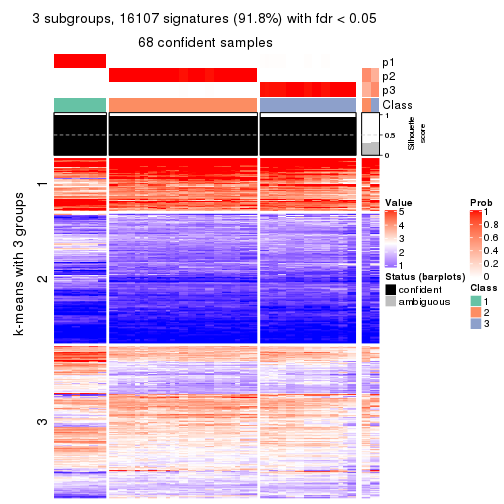 3 subgroups, 16107 signatures (91.8%) with fdr < 0.05
68 confident samples
p1
p2
p3
Class
1
0.5
0
Silhouette
score
k-means with 3 groups
1
2
3
Value
5
4
3
2
1
Status (barplots)
confident
ambiguous
Prob
1
0.8
0.6
0.4
0.2
0
Class
1
2
3